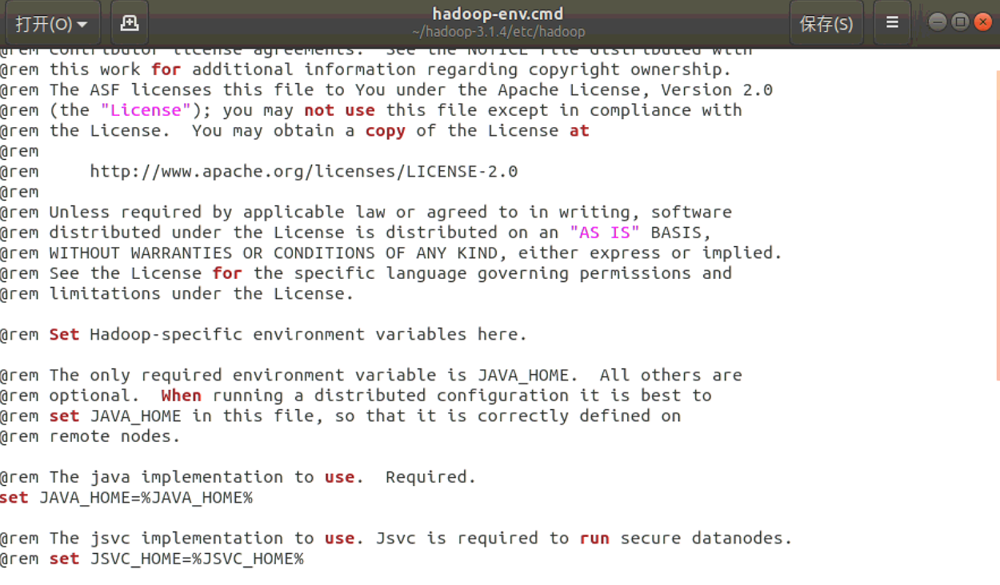 打开(O)
hadoop-env.cmd
~/hadoop-3.1.4/etc/hadoop
保存(S)
@rem contributor license agreements.  See the NOTICE file distributed with
@rem this work for additional information regarding copyright ownership.
@rem The ASF licenses this file to You under the Apache License, Version 2.0
@rem (the "License"); you may not use this file except in compliance with
@rem the License.  You may obtain a copy of the License at
@rem
@rem     http://www.apache.org/licenses/LICENSE-2.0
@rem
@rem Unless required by applicable law or agreed to in writing, software
@rem distributed under the License is distributed on an "AS IS" BASIS,
@rem WITHOUT WARRANTIES OR CONDITIONS OF ANY KIND, either express or implied.
@rem See the License for the specific language governing permissions and
@rem limitations under the License.
@rem Set Hadoop-specific environment variables here.
@rem The only required environment variable is JAVA_HOME.  All others are
@rem optional.  When running a distributed configuration it is best to
@rem set JAVA_HOME in this file, so that it is correctly defined on
@rem remote nodes.
@rem The java implementation to use.  Required.
set JAVA_HOME=%JAVA_HOME%
@rem The jsvc implementation to use. Jsvc is required to run secure datanodes.
@rem set JSVC_HOME=%JSVC_HOME%